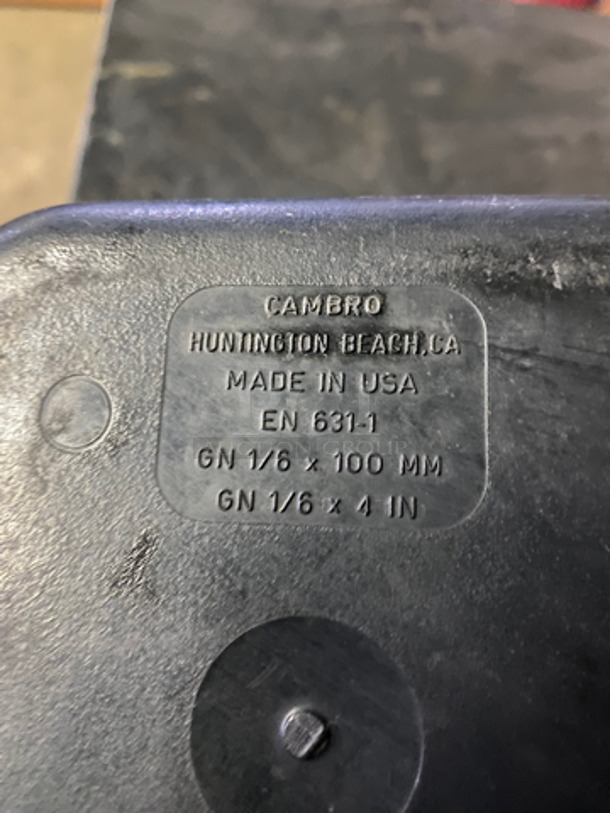 CAMBRO
HUNTINGTON BEACH, CA
MADE IN USA
EN 631-1
GN 1/6 x 100 MM
GN 1/6 x 4 IN